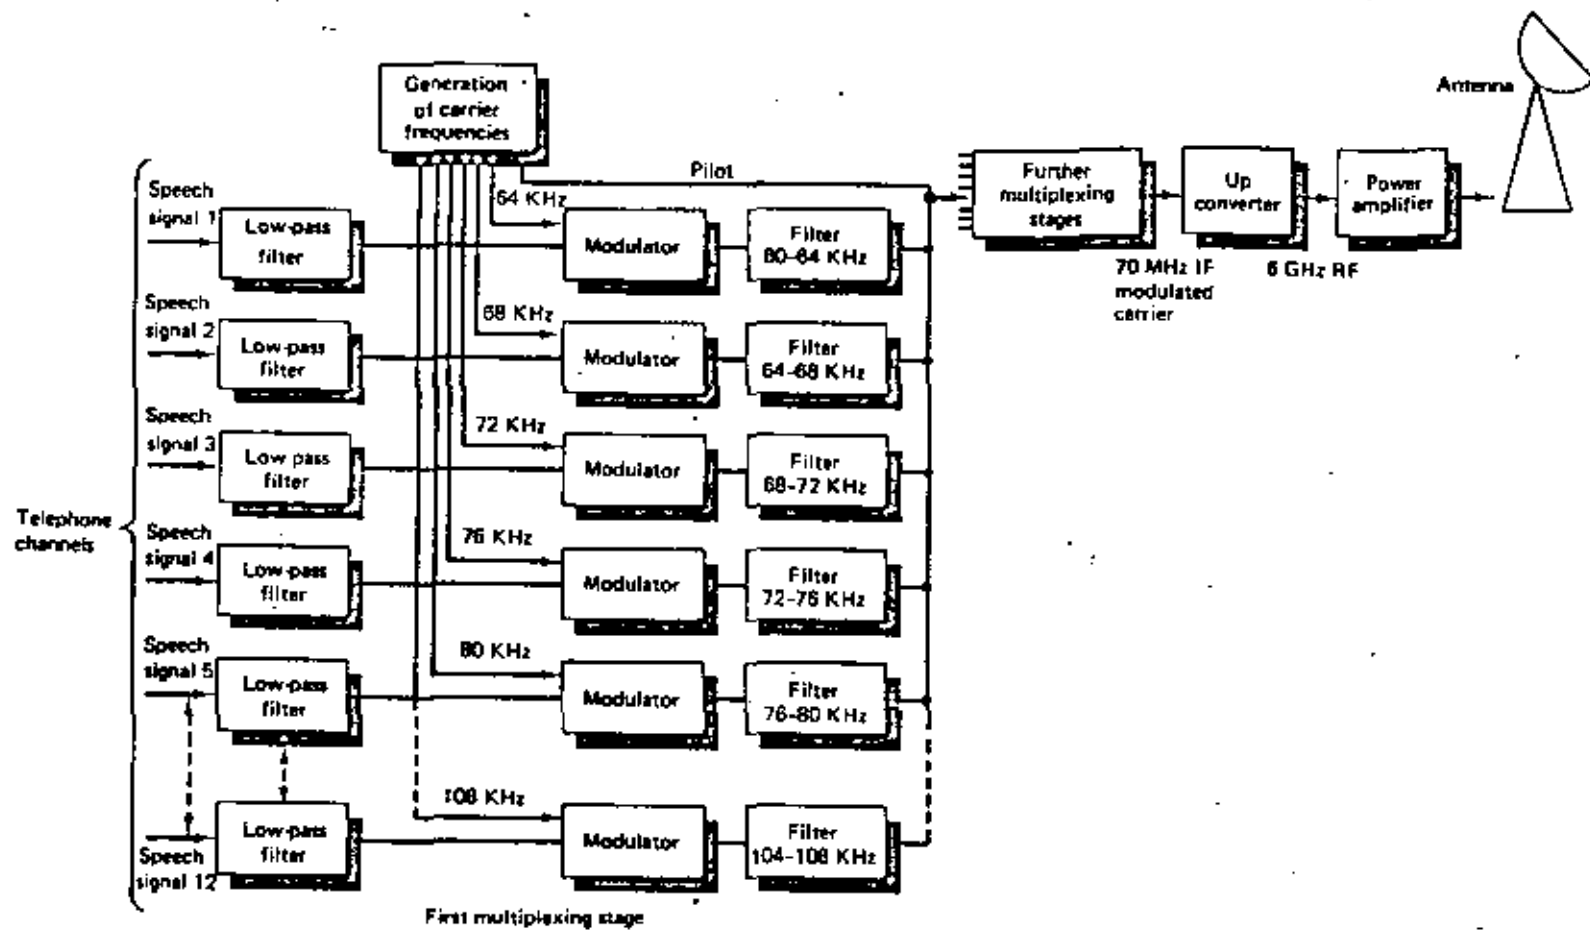 Generation
of carrier
frequencies
Antenna
Pilot
Further
multiplexing
stages
Up
converter
Power
amplifier
70 MHz IF
modulated
carrier
6 GHz RF
Telephone
channels
Speech
signal 1
Low-pass
filter
64 KHz
Modulator
Filter
60-64 KHz
Speech
signal 2
Low-pass
filter
68 KHz
Modulator
Filter
64-68 KHz
Speech
signal 3
Low pass
filter
72 KHz
Modulator
Filter
68-72 KHz
Speech
signal 4
Low-pass
filter
76 KHz
Modulator
Filter
72-76 KHz
Speech
signal 5
Low-pass
filter
80 KHz
Modulator
Filter
76-80 KHz
Speech
signal 12
Low-pass
filter
108 KHz
Modulator
Filter
104-108 KHz
First multiplexing stage